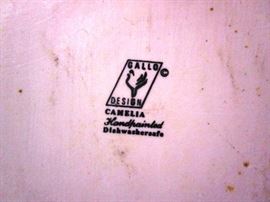 GALLO
©
DESIGN
CAMELIA
Handpainted
Dishwashersafe